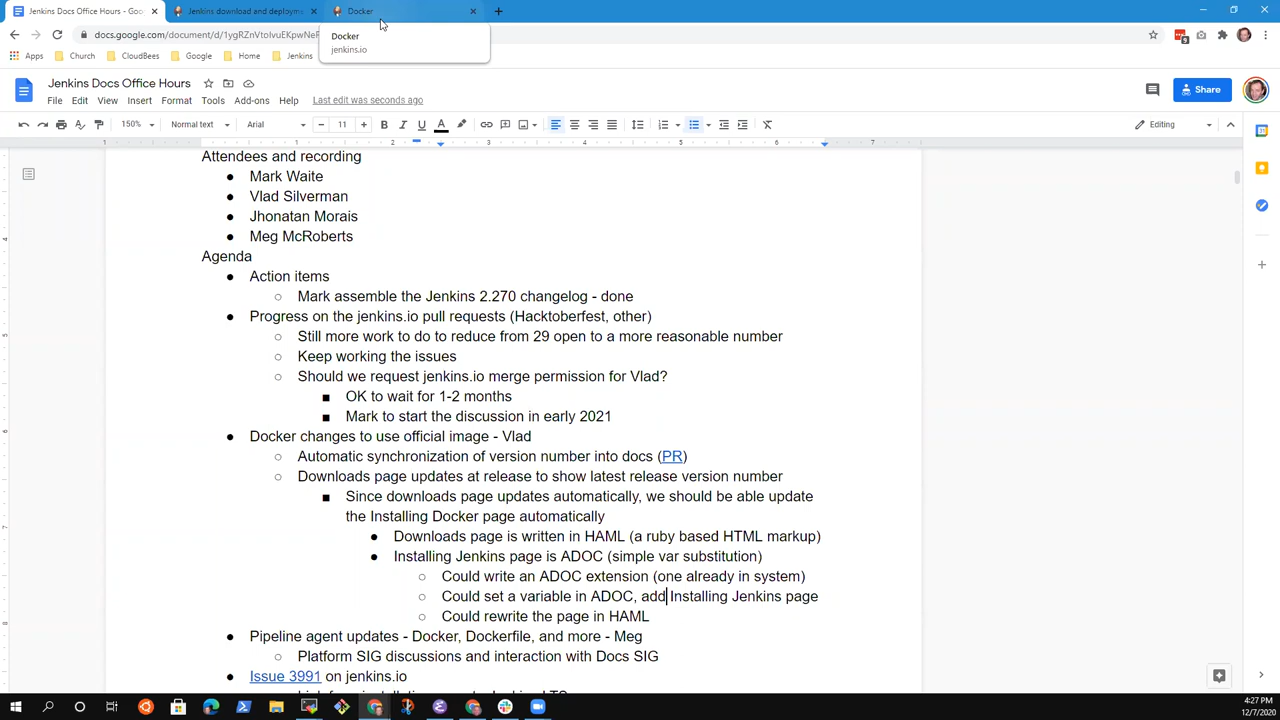 Jenkins Docs Office Hours - Goo
Jenkins download and deploym
Docker
docs.google.com/document/d/1ygRZnVtoIvuEKpwNeF
Docker
jenkins.io
Apps
Church
CloudBees
Google
Home
Jenkins
Jenkins Docs Office Hours
File Edit View Insert Format Tools Add-ons Help Last edit was seconds ago
Share
150% Normal text Arial 11 Editing
1 1 2 3 4 5 6 7
Attendees and recording
● Mark Waite
● Vlad Silverman
● Jhonatan Morais
● Meg McRoberts
Agenda
● Action items
○ Mark assemble the Jenkins 2.270 changelog - done
● Progress on the jenkins.io pull requests (Hacktoberfest, other)
○ Still more work to do to reduce from 29 open to a more reasonable number
○ Keep working the issues
○ Should we request jenkins.io merge permission for Vlad?
■ OK to wait for 1-2 months
■ Mark to start the discussion in early 2021
● Docker changes to use official image - Vlad
○ Automatic synchronization of version number into docs (PR)
○ Downloads page updates at release to show latest release version number
■ Since downloads page updates automatically, we should be able update
the Installing Docker page automatically
● Downloads page is written in HAML (a ruby based HTML markup)
● Installing Jenkins page is ADOC (simple var substitution)
○ Could write an ADOC extension (one already in system)
○ Could set a variable in ADOC, add Installing Jenkins page
○ Could rewrite the page in HAML
● Pipeline agent updates - Docker, Dockerfile, and more - Meg
○ Platform SIG discussions and interaction with Docs SIG
● Issue 3991 on jenkins.io
4:27 PM
12/7/2020